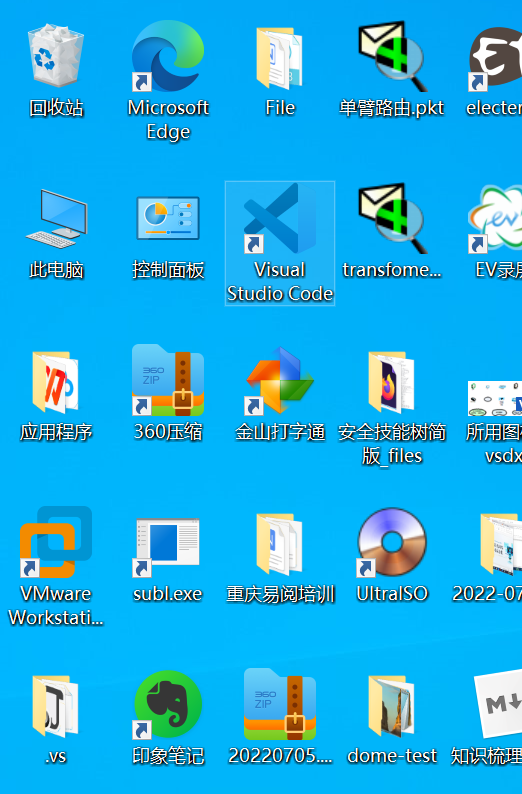 回收站
Microsoft
Edge
File
单臂路由.pkt
electer
此电脑
控制面板
Visual
Studio Code
transfome...
EV录屏
应用程序
360
ZIP
360压缩
金山打字通
安全技能树简
版_files
所用图标
vsdx
VMware
Workstati...
subl.exe
重庆易阅培训
UltraISO
2022-07
.vs
印象笔记
360
ZIP
20220705....
dome-test
M
知识梳理